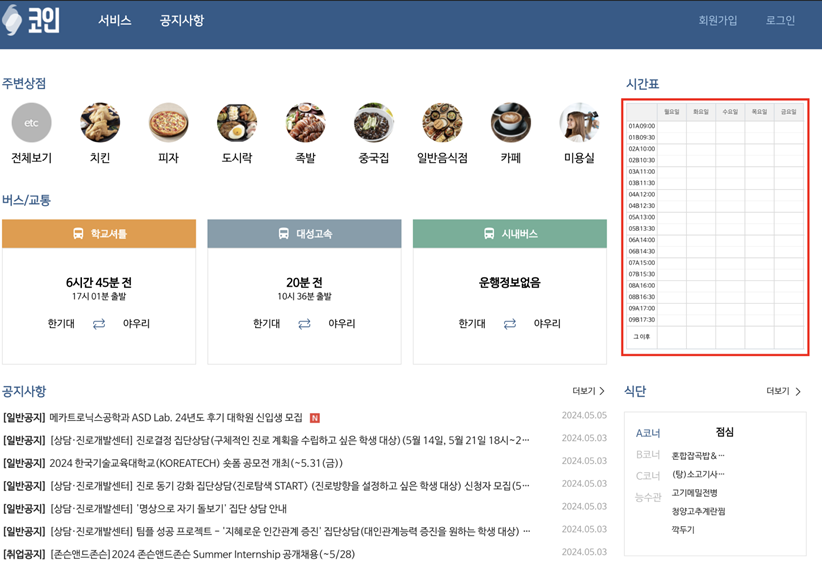 코인
서비스
공지사항
회원가입
로그인
주변상점
etc
전체보기
치킨
피자
도시락
족발
중국집
일반음식점
카페
미용실
버스/교통
학교셔틀
6시간 45분 전
17시 01분 출발
한기대
야우리
대성고속
20분 전
10시 36분 출발
한기대
야우리
시내버스
운행정보없음
한기대
야우리
시간표
월요일 화요일 수요일 목요일 금요일
01A09:00
01B09:30
02A10:00
02B10:30
03A11:00
03B11:30
04A12:00
04B12:30
05A13:00
05B13:30
06A14:00
06B14:30
07A15:00
07B15:30
08A16:00
08B16:30
09A17:00
09B17:30
그 이후
공지사항
더보기 >
[일반공지] 메카트로닉스공학과 ASD Lab. 24년도 후기 대학원 신입생 모집 N 2024.05.05
[일반공지] [상담·진로개발센터] 진로결정 집단상담(구체적인 진로 계획을 수립하고 싶은 학생 대상)(5월 14일, 5월 21일 18시~2⋯ 2024.05.03
[일반공지] 2024 한국기술교육대학교(KOREATECH) 숏폼 공모전 개최(~5.31(금)) 2024.05.03
[일반공지] [상담·진로개발센터] 진로 동기 강화 집단상담<진로탐색 START> (진로방향을 설정하고 싶은 학생 대상) 신청자 모집(5⋯ 2024.05.03
[일반공지] [상담·진로개발센터] '명상으로 자기 돌보기' 집단 상담 안내 2024.05.03
[일반공지] [상담·진로개발센터] 팀플 성공 프로젝트 - '지혜로운 인간관계 증진' 집단상담(대인관계능력 증진을 원하는 학생 대상) ⋯ 2024.05.03
[취업공지] [존슨앤드존슨]2024 존슨앤드존슨 Summer Internship 공개채용(~5/28) 2024.05.03
식단
더보기 >
A코너
B코너
C코너
능수관
점심
혼합잡곡밥&⋯
(탕)소고기사⋯
고기메밀전병
청양고추계란찜
깍두기